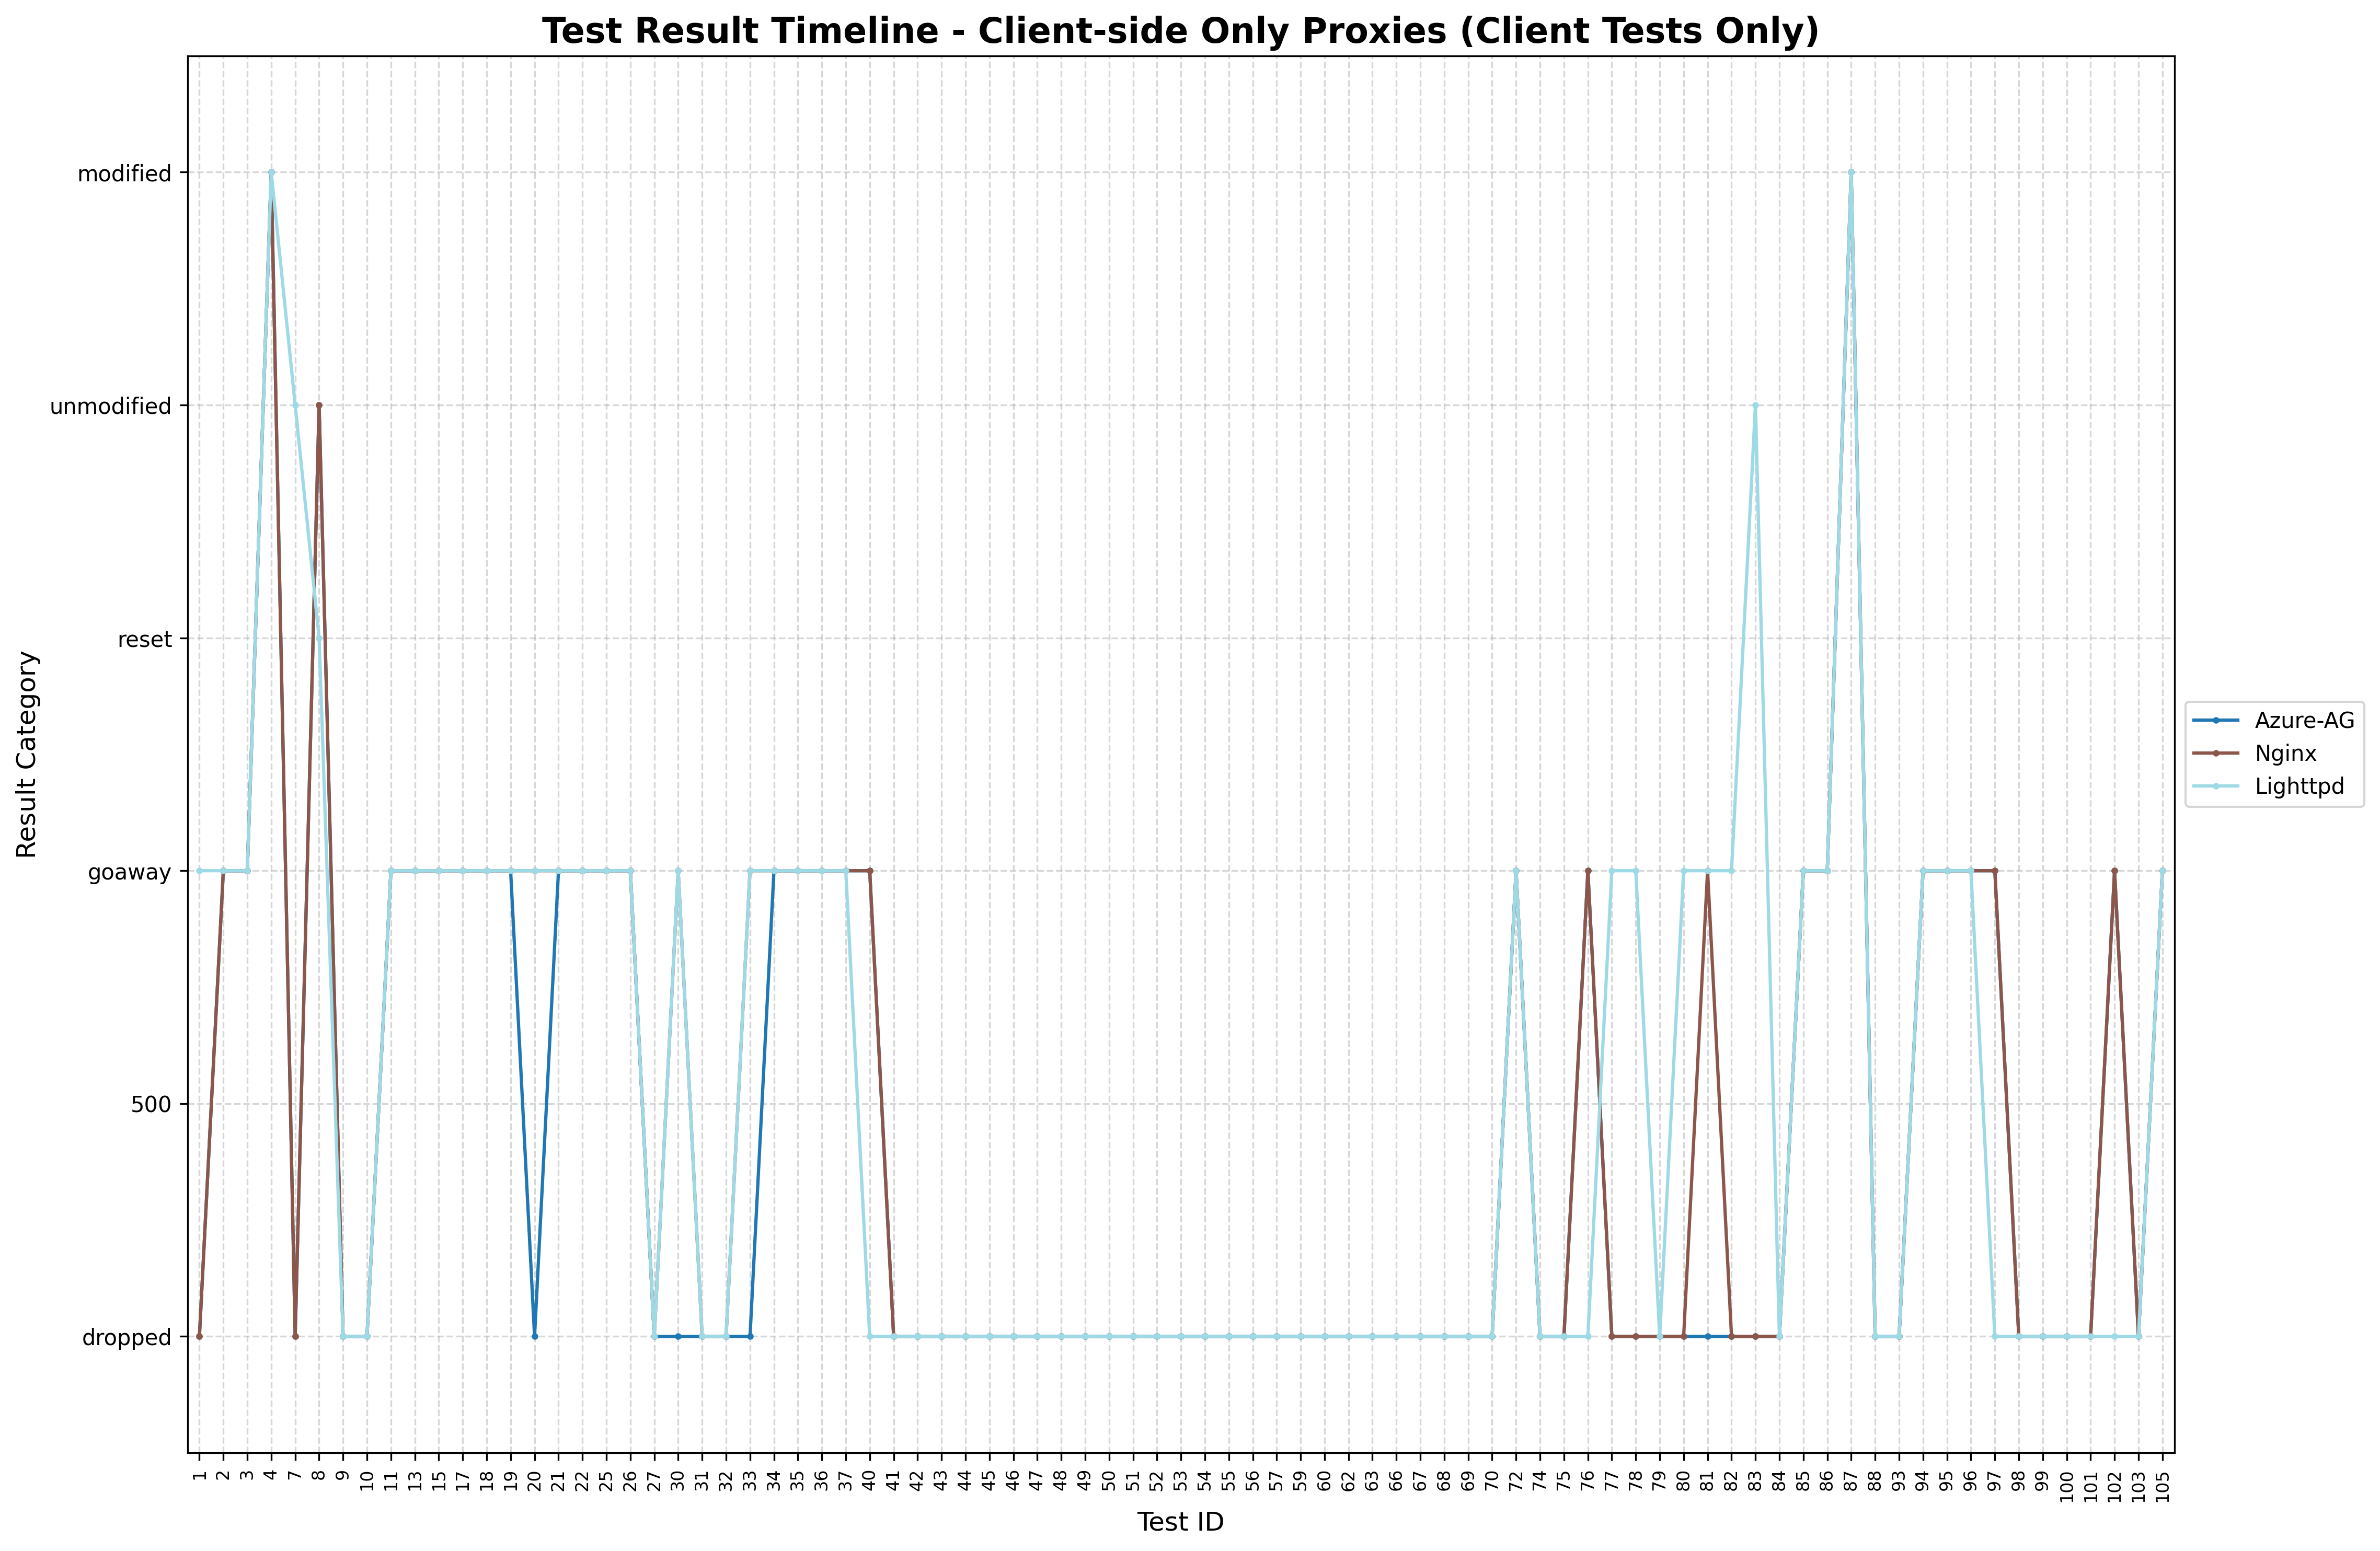 Test Result Timeline - Client-side Only Proxies (Client Tests Only)
Result Category
modified
unmodified
reset
goaway
500
dropped
Azure-AG
Nginx
Lighttpd
1 2 3 4 7 8 9 10 11 13 15 17 18 19 20 21 22 25 26 27 30 31 32 33 34 35 36 37 40 41 42 43 44 45 46 47 48 49 50 51 52 53 54 55 56 57 59 60 62 63 66 67 68 69 70 72 74 75 76 77 78 79 80 81 82 83 84 85 86 87 88 93 94 95 96 97 98 99 100 101 102 103 105
Test ID